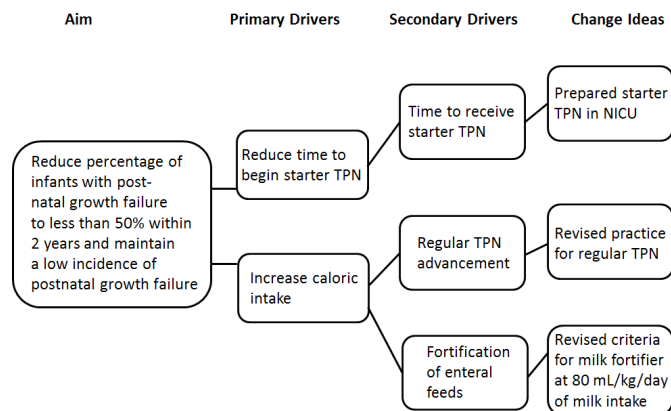 Aim
Primary Drivers
Secondary Drivers
Change Ideas
Reduce percentage of
infants with post-
natal growth failure
to less than 50% within
2 years and maintain
a low incidence of
postnatal growth failure
Reduce time to
begin starter TPN
Increase caloric
intake
Time to receive
starter TPN
Regular TPN
advancement
Fortification
of enteral
feeds
Prepared starter
TPN in NICU
Revised practice
for regular TPN
Revised criteria
for milk fortifier
at 80 mL/kg/day
of milk intake